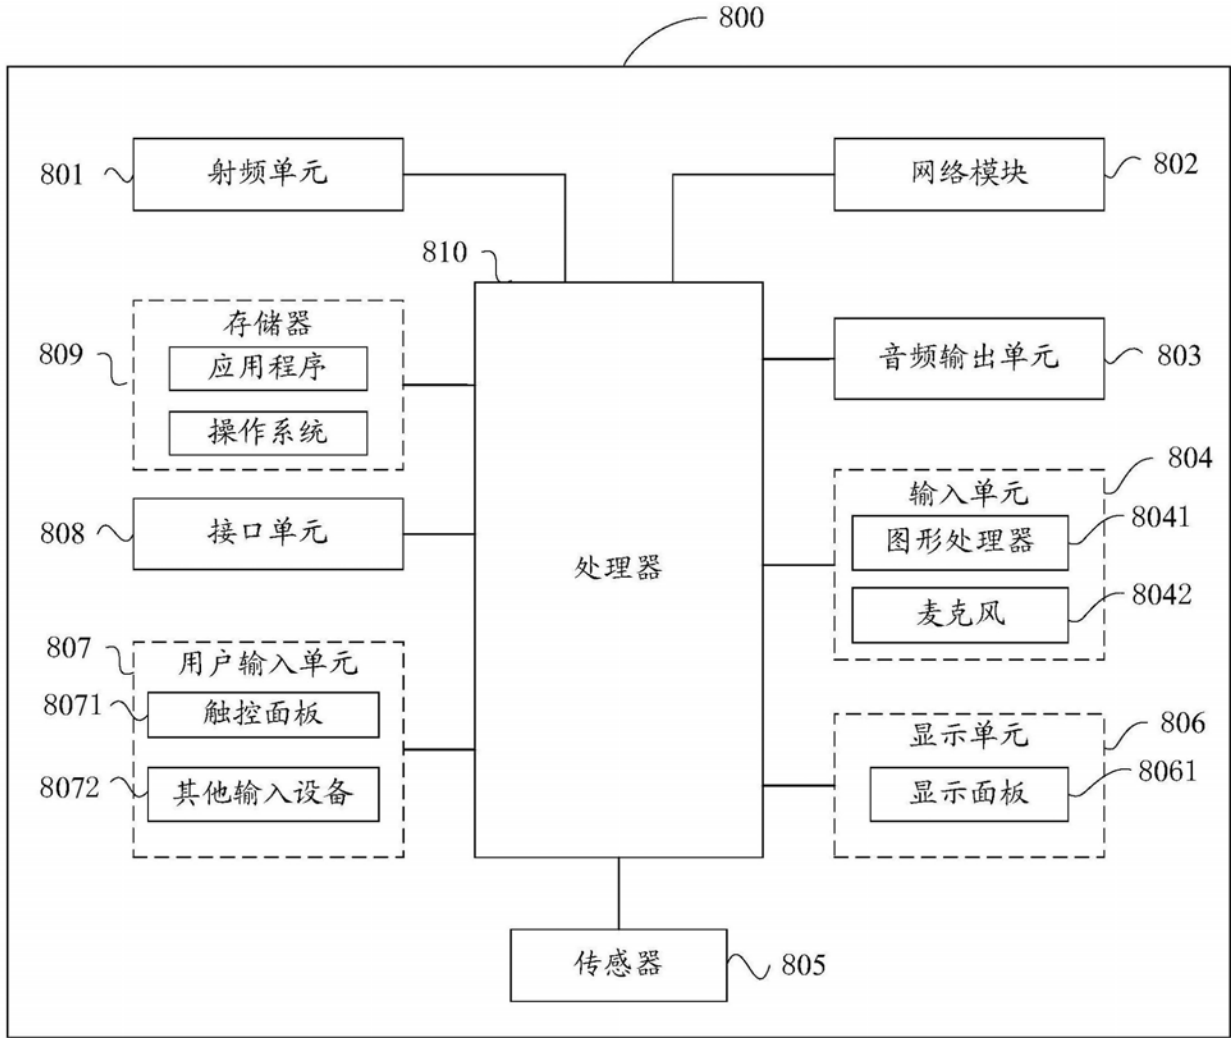 800
801
射频单元
网络模块
802
810
809
存储器
应用程序
操作系统
音频输出单元
803
808
接口单元
处理器
804
输入单元
图形处理器
8041
麦克风
8042
807
用户输入单元
8071
触控面板
8072
其他输入设备
显示单元
806
显示面板
8061
传感器
805